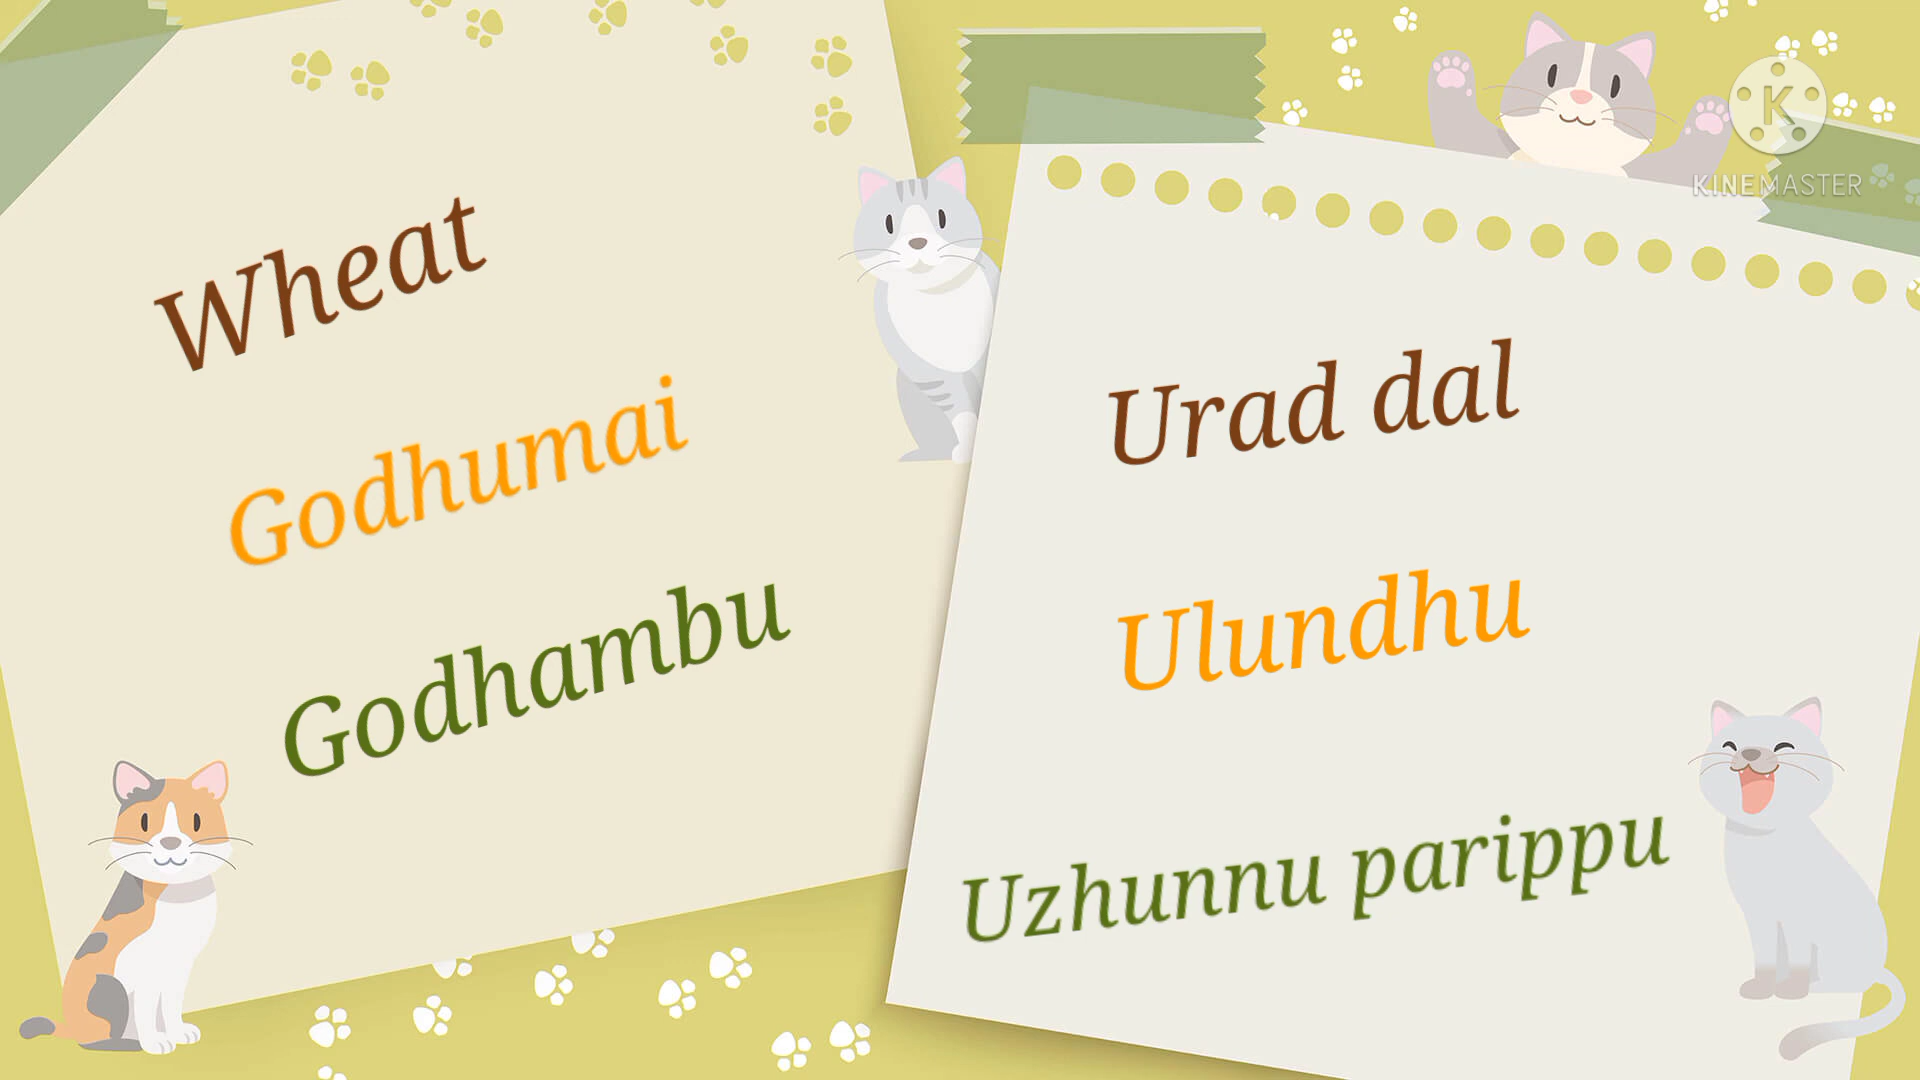 Wheat
Godhumai
Godhambu
Urad dal
Ulundhu
Uzhunnu parippu
K
KINEMASTER